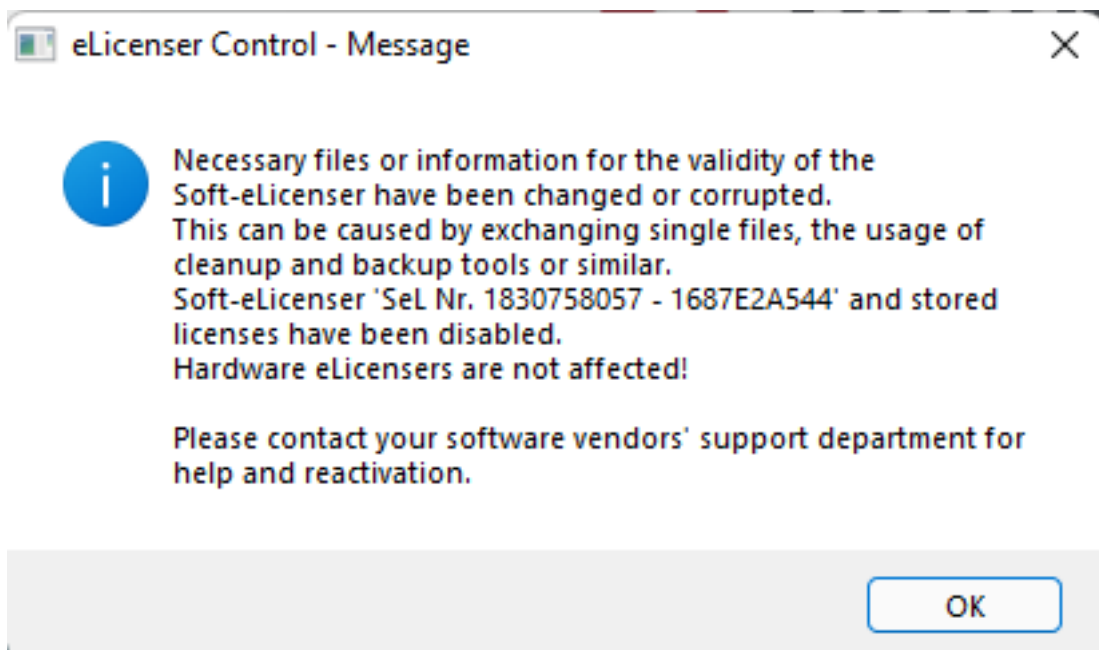 eLicenser Control - Message
Necessary files or information for the validity of the
Soft-eLicenser have been changed or corrupted.
This can be caused by exchanging single files, the usage of
cleanup and backup tools or similar.
Soft-eLicenser 'SeL Nr. 1830758057 - 1687E2A544' and stored
licenses have been disabled.
Hardware eLicensers are not affected!
Please contact your software vendors' support department for
help and reactivation.
OK